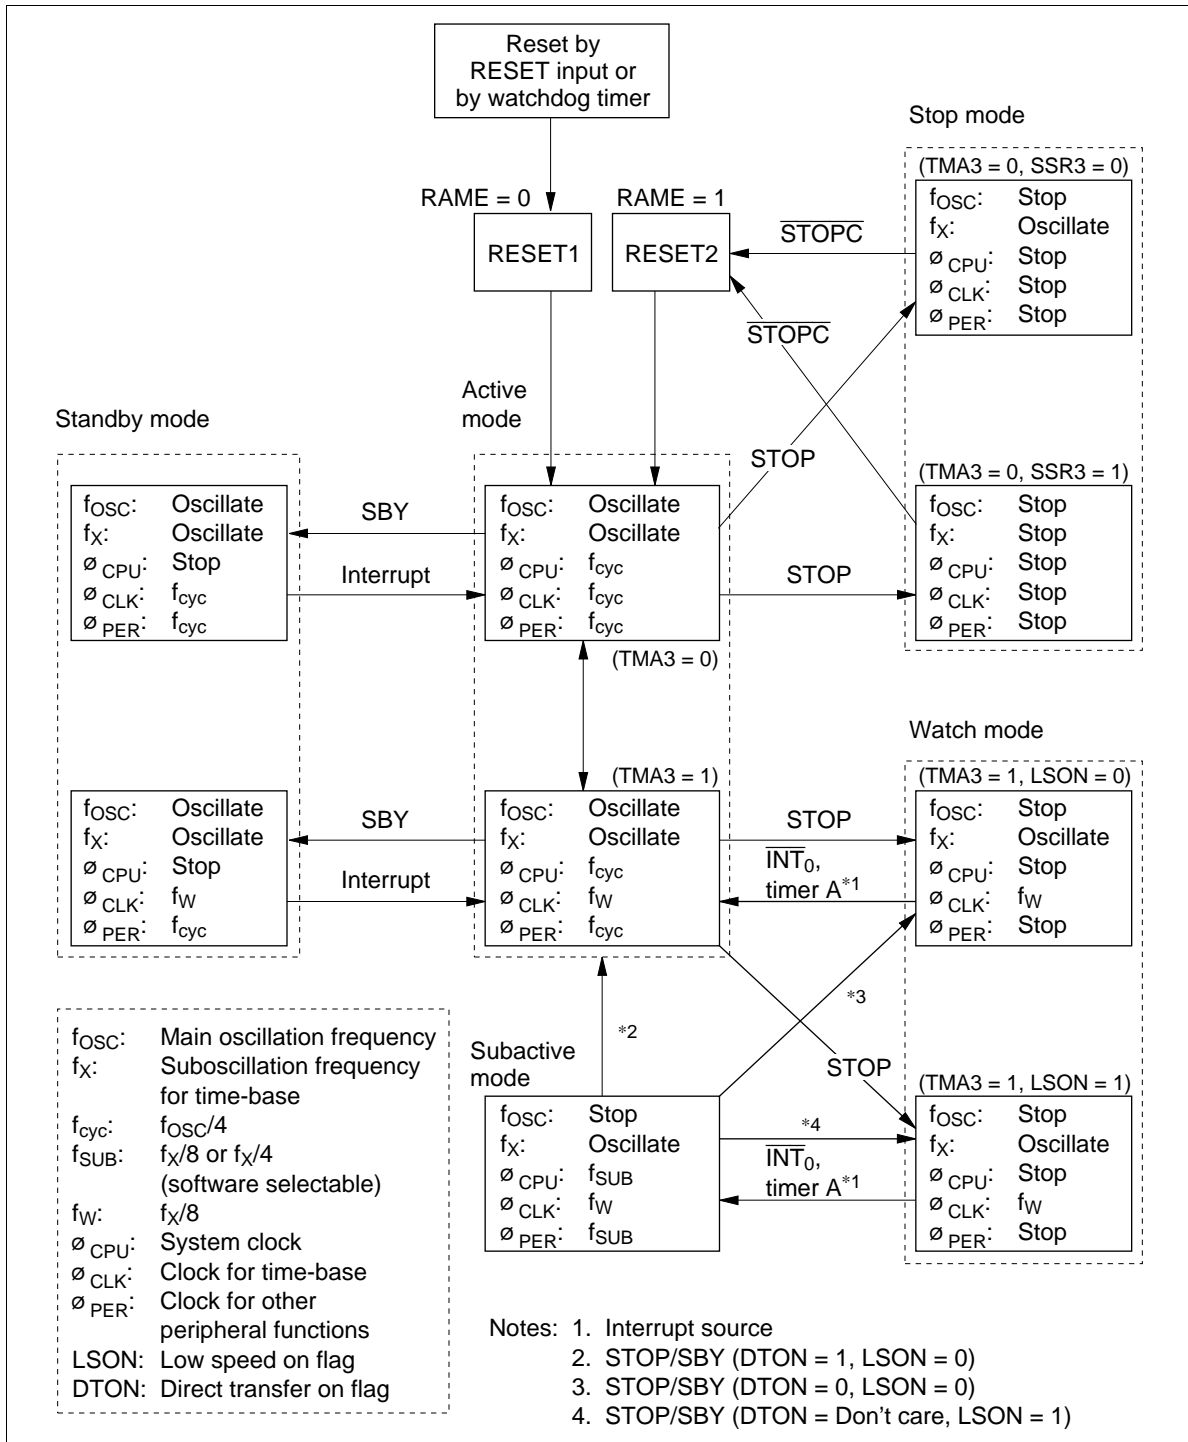 Reset by
RESET input or
by watchdog timer
RAME = 0
RAME = 1
RESET1
RESET2
STOPC
STOPC
STOP
Stop mode
(TMA3 = 0, SSR3 = 0)
fOSC: Stop
fX: Oscillate
ø CPU: Stop
ø CLK: Stop
ø PER: Stop
(TMA3 = 0, SSR3 = 1)
fOSC: Stop
fX: Stop
ø CPU: Stop
ø CLK: Stop
ø PER: Stop
Standby mode
fOSC: Oscillate
fX: Oscillate
ø CPU: Stop
ø CLK: fcyc
ø PER: fcyc
SBY
Interrupt
Active
mode
fOSC: Oscillate
fX: Oscillate
ø CPU: fcyc
ø CLK: fcyc
ø PER: fcyc
(TMA3 = 0)
STOP
fOSC: Oscillate
fX: Oscillate
ø CPU: Stop
ø CLK: fW
ø PER: fcyc
SBY
Interrupt
(TMA3 = 1)
fOSC: Oscillate
fX: Oscillate
ø CPU: fcyc
ø CLK: fW
ø PER: fcyc
STOP
INT0,
timer A*1
Watch mode
(TMA3 = 1, LSON = 0)
fOSC: Stop
fX: Oscillate
ø CPU: Stop
ø CLK: fW
ø PER: Stop
*2
*3
STOP
Subactive
mode
fOSC: Stop
fX: Oscillate
ø CPU: fSUB
ø CLK: fW
ø PER: fSUB
*4
INT0,
timer A*1
(TMA3 = 1, LSON = 1)
fOSC: Stop
fX: Oscillate
ø CPU: Stop
ø CLK: fW
ø PER: Stop
fOSC: Main oscillation frequency
fX: Suboscillation frequency
for time-base
fcyc: fOSC/4
fSUB: fX/8 or fX/4
(software selectable)
fW: fX/8
ø CPU: System clock
ø CLK: Clock for time-base
ø PER: Clock for other
peripheral functions
LSON: Low speed on flag
DTON: Direct transfer on flag
Notes: 1. Interrupt source
2. STOP/SBY (DTON = 1, LSON = 0)
3. STOP/SBY (DTON = 0, LSON = 0)
4. STOP/SBY (DTON = Don't care, LSON = 1)